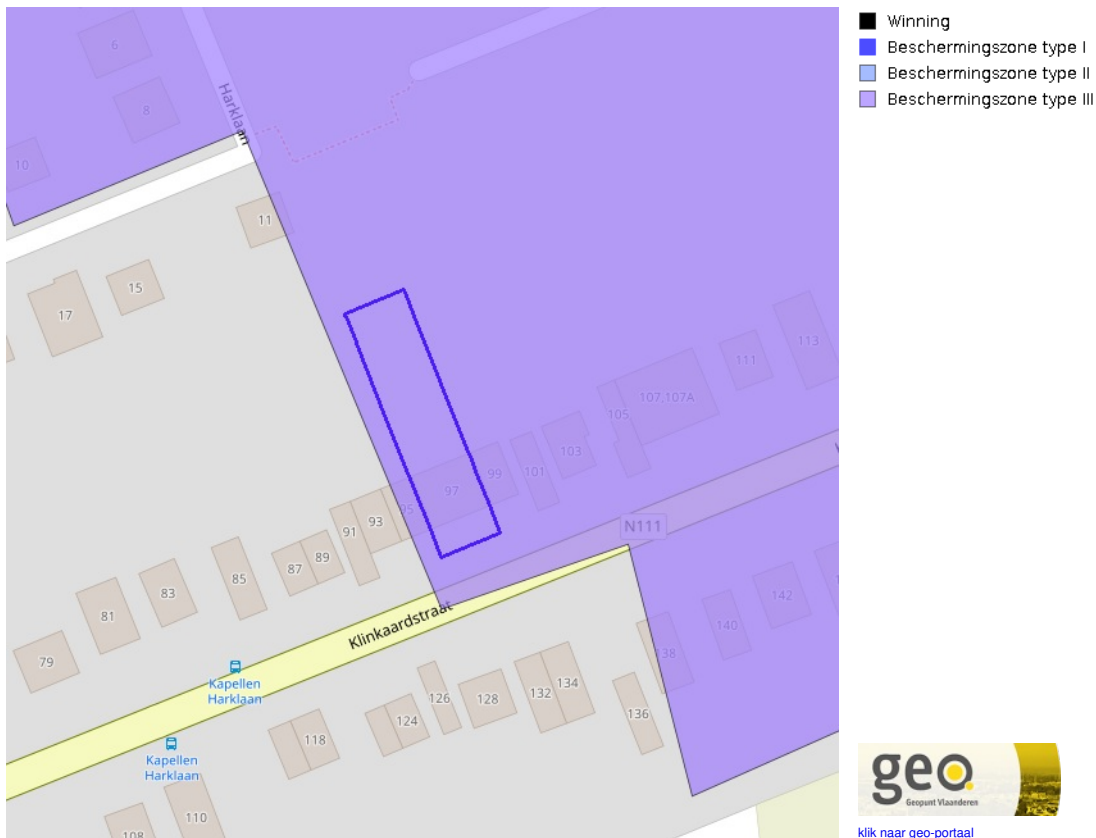 Winning
Beschermingszone type I
Beschermingszone type II
Beschermingszone type III
6
8
Harklaan
10
11
15
17
113
111
107,107A
105
103
101
99
97
95
93
91
89
87
85
83
81
79
N111
Klinkaardstraat
142
140
138
136
134
132
128
126
124
118
110
108
Kapellen
Harklaan
Kapellen
Harklaan
geo.
Geopunt Vlaanderen
klik naar geo-portaal